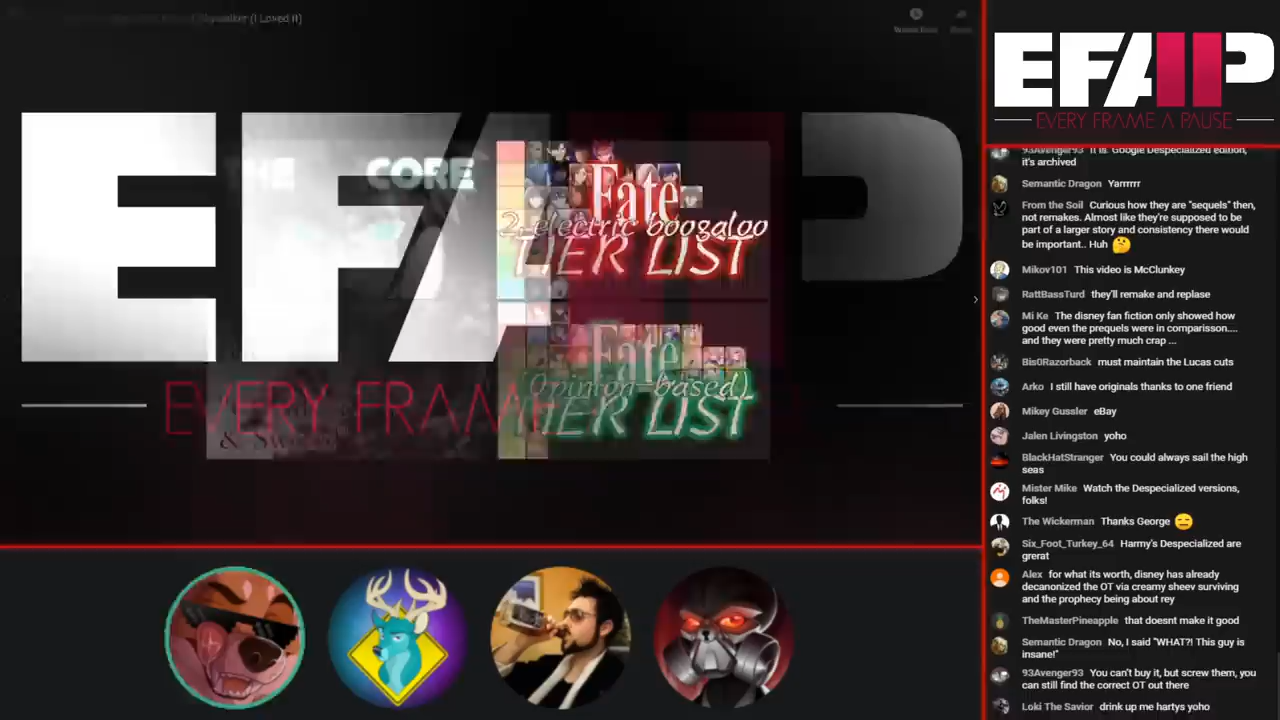 Skywalker (I Loved It)
EFAP
THE CORE
Fate
2: electric boogaloo
TIER LIST
Fate
(Opinion-based)
TIER LIST
EVERY FRAME
EFAP
EVERY FRAME A PAUSE
93Avenger93 It is. Google Despecialized edition,
it's archived
Semantic Dragon Yarrrrrr
From the Soil Curious how they are "sequels" then,
not remakes. Almost like they're supposed to be
part of a larger story and consistency there would
be important.. Huh 🤔
Mikov101 This video is McClunkey
RattBassTurd they'll remake and replase
Mi Ke The disney fan fiction only showed how
good even the prequels were in comparisson....
and they were pretty much crap ...
Bis0Razorback must maintain the Lucas cuts
Arko I still have originals thanks to one friend
Mikey Gussler eBay
Jalen Livingston yoho
BlackHatStranger You could always sail the high
seas
Mister Mike Watch the Despecialized versions,
folks!
The Wickerman Thanks George 😑
Six_Foot_Turkey_64 Harmy's Despecialized are
grerat
Alex for what its worth, disney has already
decanonized the OT via creamy sheev surviving
and the prophecy being about rey
TheMasterPineapple that doesnt make it good
Semantic Dragon No, I said "WHAT?! This guy is
insane!"
93Avenger93 You can't buy it, but screw them, you
can still find the correct OT out there
Loki The Savior drink up me hartys yoho